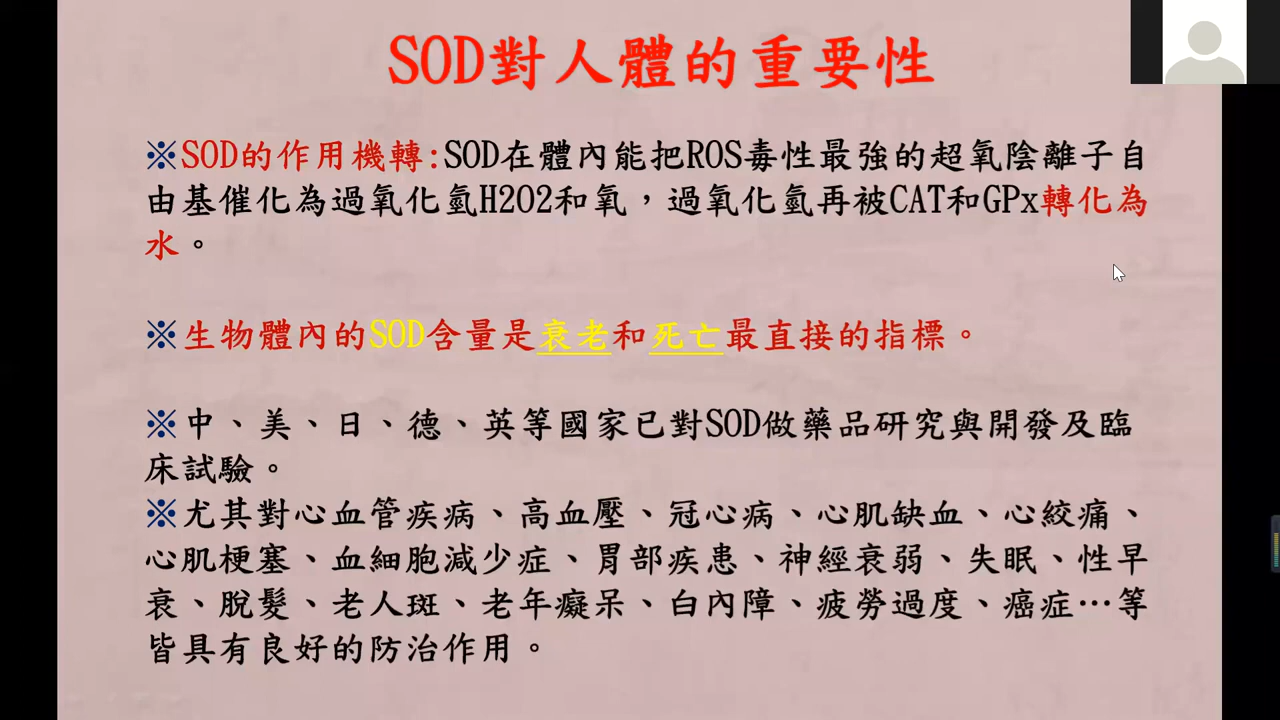 SOD對人體的重要性
※SOD的作用機轉:SOD在體內能把ROS毒性最強的超氧陰離子自
由基催化為過氧化氫H2O2和氧，過氧化氫再被CAT和GPx轉化為
水。
※生物體內的SOD含量是衰老和死亡最直接的指標。
※中、美、日、德、英等國家已對SOD做藥品研究與開發及臨
床試驗。
※尤其對心血管疾病、高血壓、冠心病、心肌缺血、心絞痛、
心肌梗塞、血細胞減少症、胃部疾患、神經衰弱、失眠、性早
衰、脫髮、老人斑、老年癡呆、白內障、疲勞過度、癌症…等
皆具有良好的防治作用。